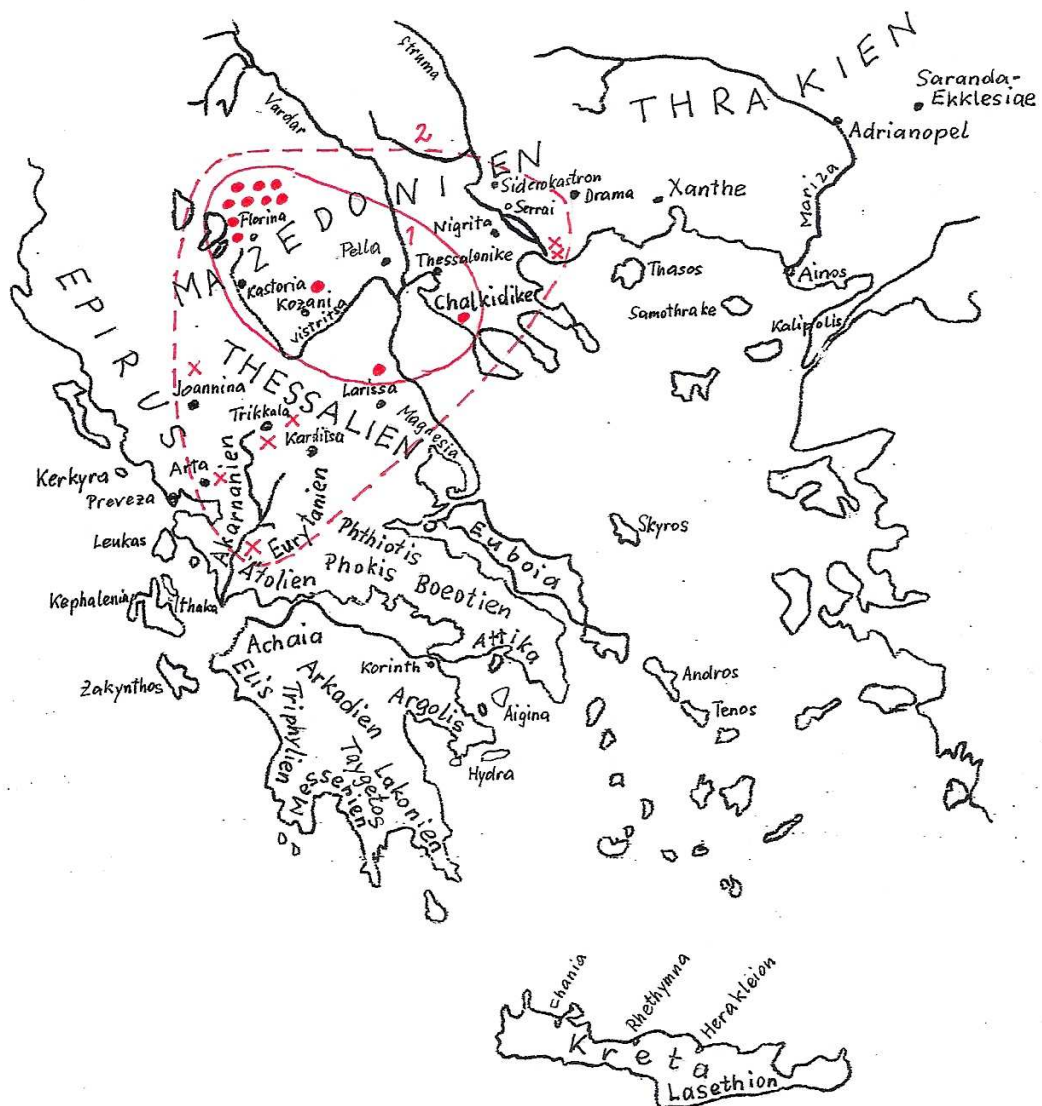 Struma
THRAKIEN
Saranda-
Ekklesiae
Vardar
Adrianopel
2
MAZEDONIEN
Siderokastron
Drama
Serrai
Xanthe
Mariza
Florina
Nigrita
1
Pella
Thessalonike
Thasos
Ainos
Kastoria
Kozani
Vistritsa
Chalkidike
Samothrake
Kalipolis
EPIRUS
THESSALIEN
Joannina
Larissa
Trikkala
Karditsa
Magnesia
Kerkyra
Arta
Preveza
Akarnanien
Eurytanien
Leukas
Phthiotis
Euboia
Skyros
Ätolien
Phokis
Boeotien
Kephalenia
Ithaka
Achaia
Attika
Zakynthos
Elis
Korinth
Andros
Arkadien
Argolis
Aigina
Tenos
Triphylien
Hydra
Messenien
Taygetos
Lakonien
Chania
Rhethymna
Herakleion
Kreta
Lasethion